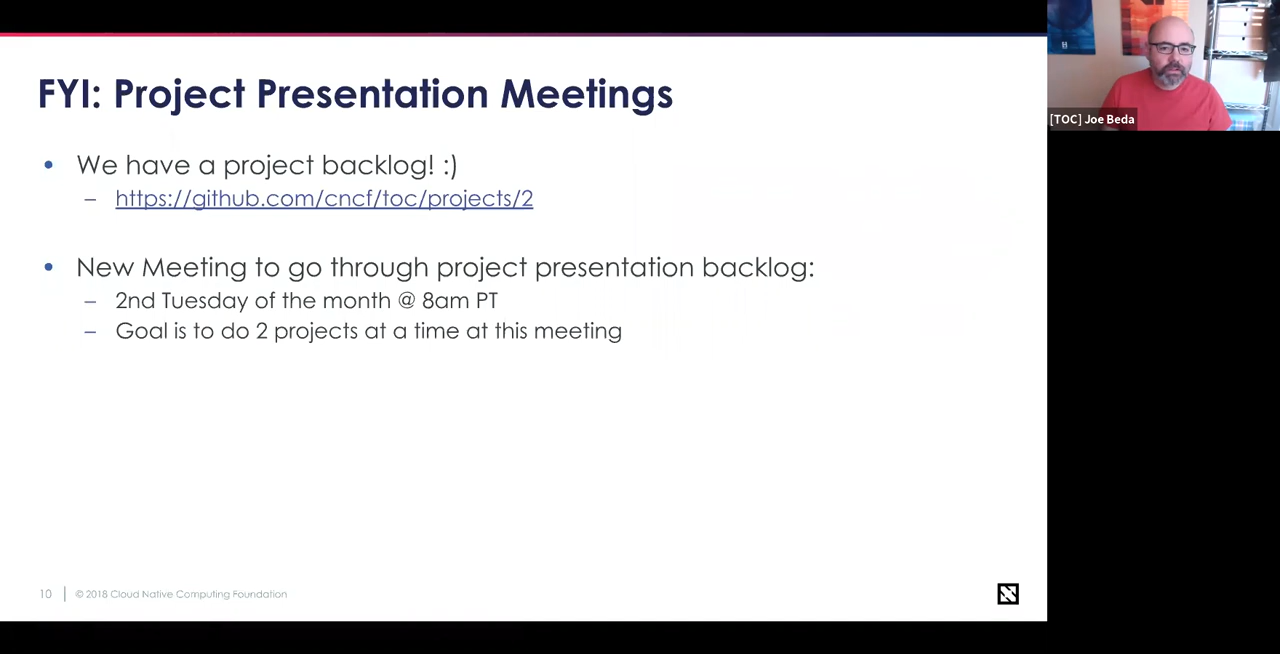 FYI: Project Presentation Meetings
• We have a project backlog! :)
– https://github.com/cncf/toc/projects/2
• New Meeting to go through project presentation backlog:
– 2nd Tuesday of the month @ 8am PT
– Goal is to do 2 projects at a time at this meeting
10 | © 2018 Cloud Native Computing Foundation
[TOC] Joe Beda